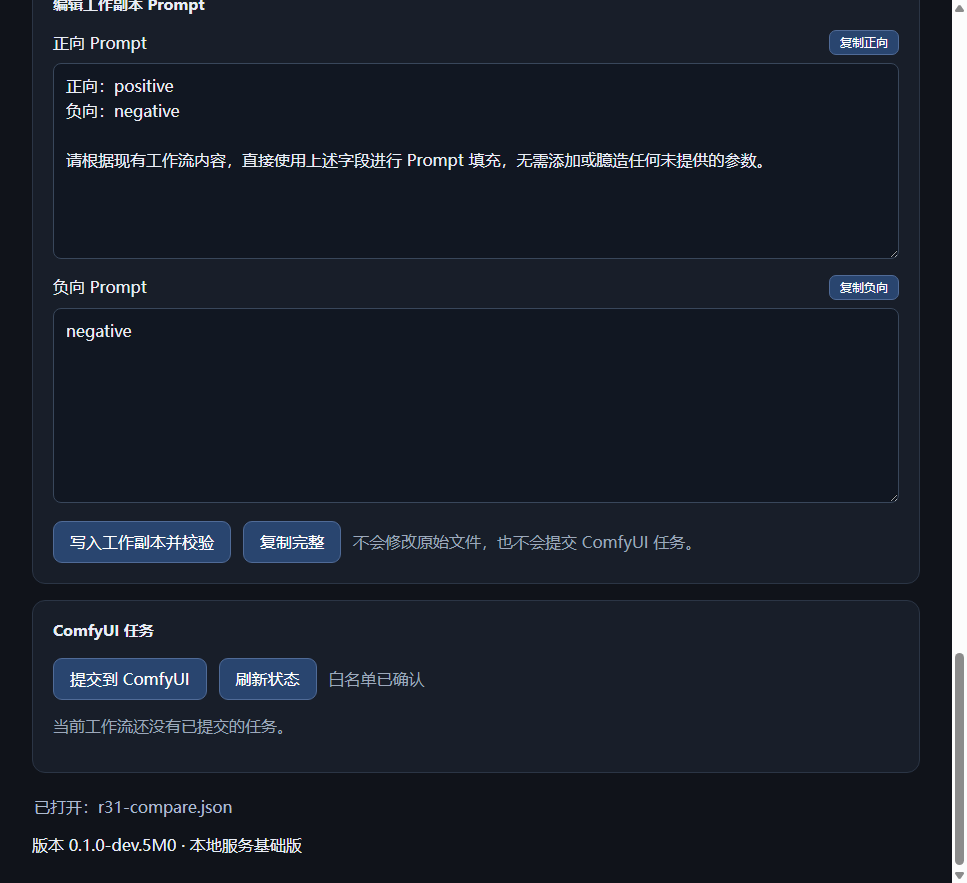 编辑工作副本 Prompt
正向 Prompt
复制正向
正向：positive
负向：negative
请根据现有工作流内容，直接使用上述字段进行 Prompt 填充，无需添加或臆造任何未提供的参数。
负向 Prompt
复制负向
negative
写入工作副本并校验
复制完整
不会修改原始文件，也不会提交 ComfyUI 任务。
ComfyUI 任务
提交到 ComfyUI
刷新状态
白名单已确认
当前工作流还没有已提交的任务。
已打开：r31-compare.json
版本 0.1.0-dev.5M0 · 本地服务基础版